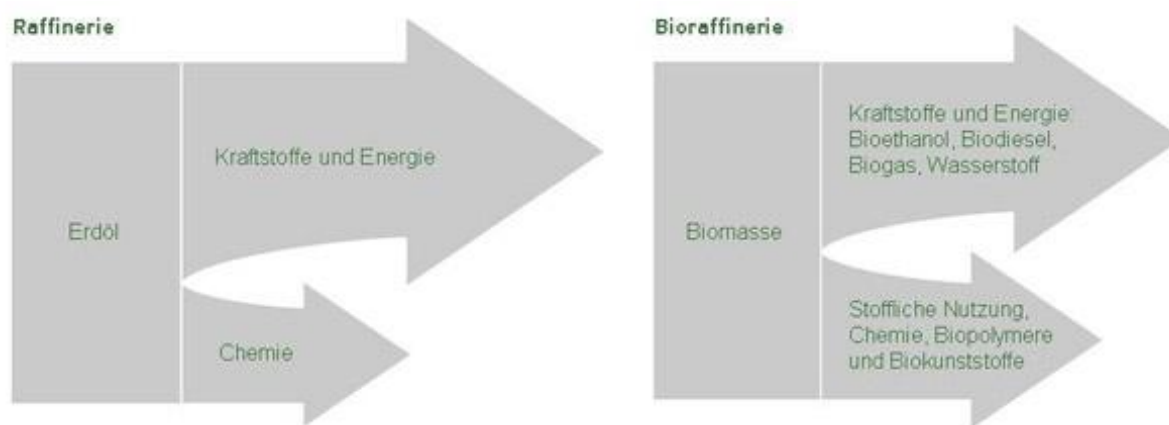 Raffinerie
Erdöl
Kraftstoffe und Energie
Chemie
Bioraffinerie
Biomasse
Kraftstoffe und Energie
Bioethanol, Biodiesel,
Biogas, Wasserstoff
Stoffliche Nutzung,
Chemie, Biopolymere
und Biokunststoffe